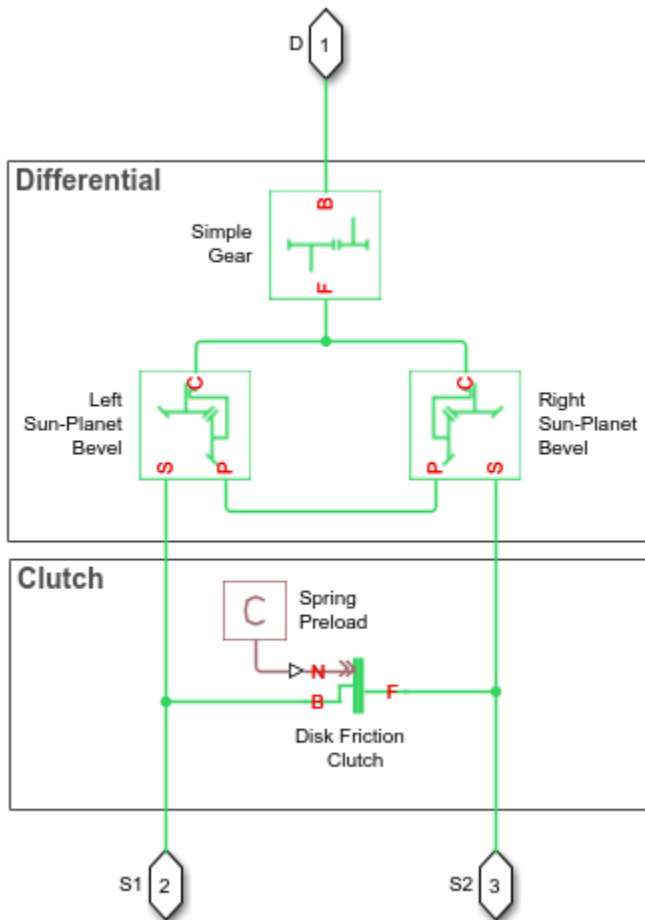 D 1
Differential
B
Simple
Gear
F
C C
Left
Sun-Planet
Bevel
Right
Sun-Planet
Bevel
S P P S
Clutch
C
Spring
Preload
N
B F
Disk Friction
Clutch
S1 2 S2 3